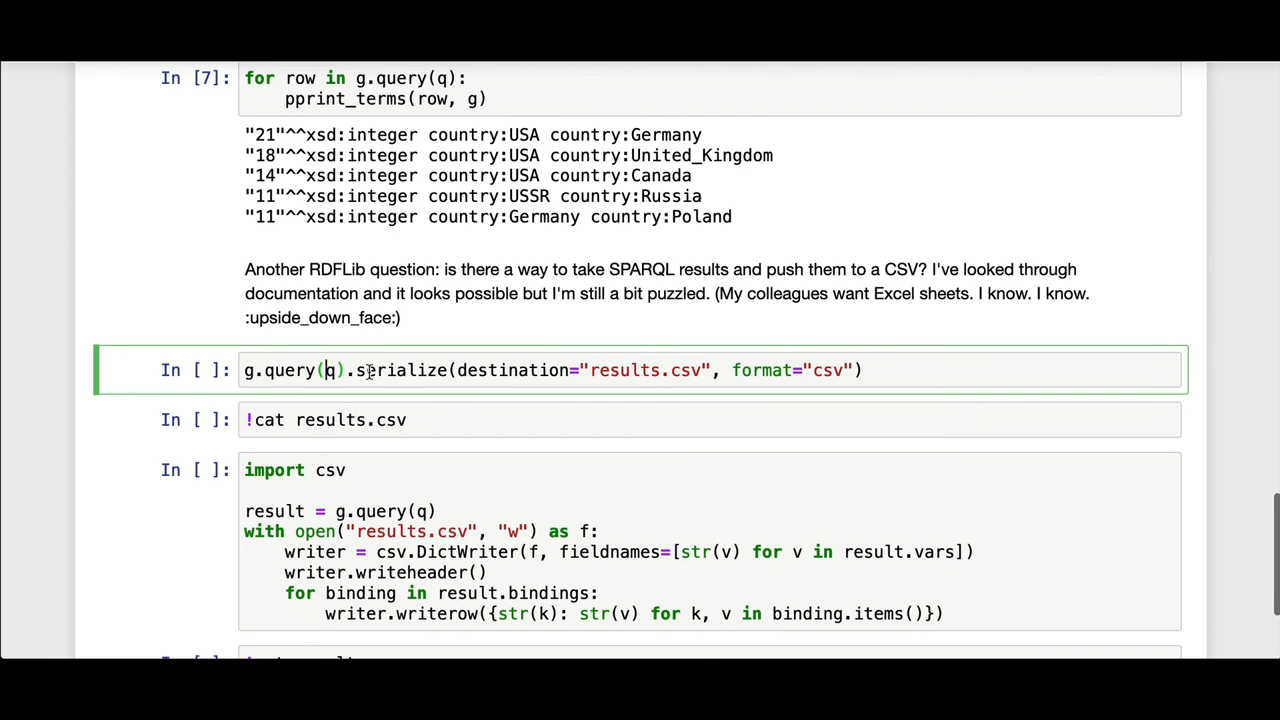 In [7]: for row in g.query(q):
pprint_terms(row, g)
"21"^^xsd:integer country:USA country:Germany
"18"^^xsd:integer country:USA country:United_Kingdom
"14"^^xsd:integer country:USA country:Canada
"11"^^xsd:integer country:USSR country:Russia
"11"^^xsd:integer country:Germany country:Poland
Another RDFLib question: is there a way to take SPARQL results and push them to a CSV? I've looked through
documentation and it looks possible but I'm still a bit puzzled. (My colleagues want Excel sheets. I know. I know.
:upside_down_face:)
In [ ]: g.query(q).serialize(destination="results.csv", format="csv")
In [ ]: !cat results.csv
In [ ]: import csv
result = g.query(q)
with open("results.csv", "w") as f:
writer = csv.DictWriter(f, fieldnames=[str(v) for v in result.vars])
writer.writeheader()
for binding in result.bindings:
writer.writerow({str(k): str(v) for k, v in binding.items()})